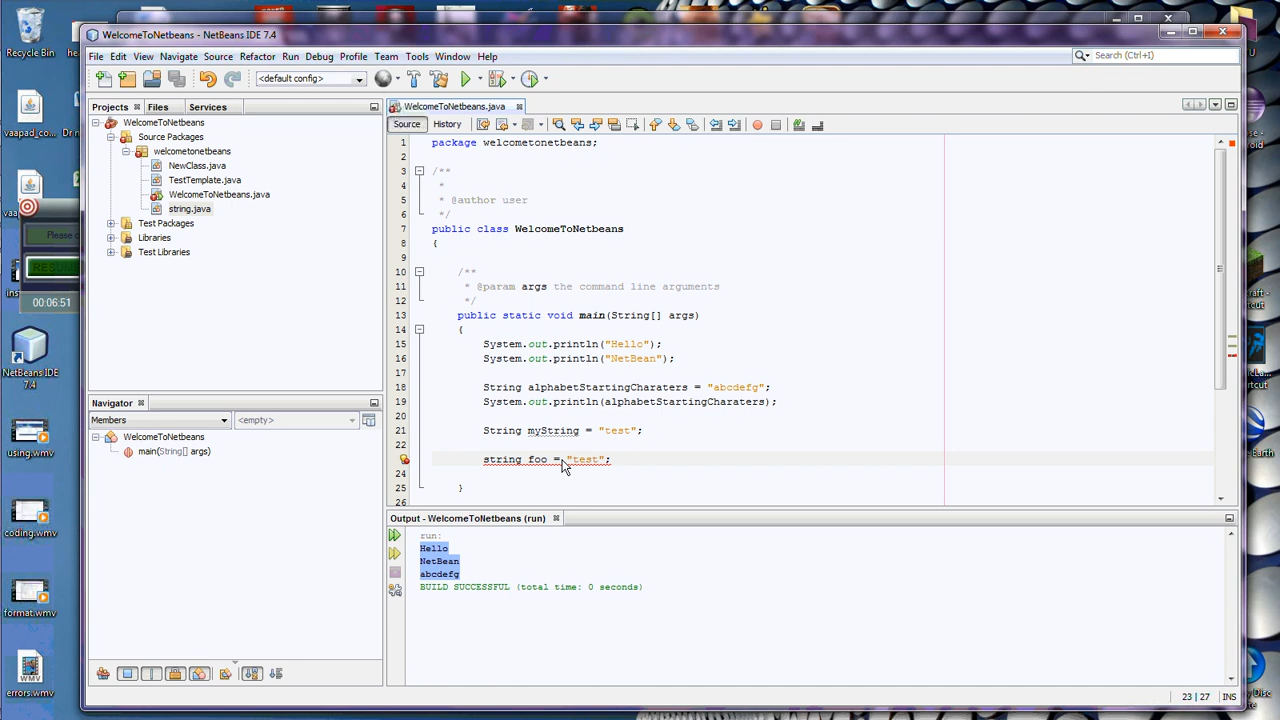 WelcomeToNetbeans - NetBeans IDE 7.4
File Edit View Navigate Source Refactor Run Debug Profile Team Tools Window Help
Search (Ctrl+I)
<default config>
Projects Files Services
WelcomeToNetbeans
Source Packages
welcometonetbeans
NewClass.java
TestTemplate.java
WelcomeToNetbeans.java
string.java
Test Packages
Libraries
Test Libraries
Navigator
Members
<empty>
WelcomeToNetbeans
main(String[] args)
WelcomeToNetbeans.java
Source History
1 package welcometonetbeans;
2
3 /**
4 *
5 * @author user
6 */
7 public class WelcomeToNetbeans
8 {
9
10 /**
11 * @param args the command line arguments
12 */
13 public static void main(String[] args)
14 {
15 System.out.println("Hello");
16 System.out.println("NetBean");
17
18 String alphabetStartingCharaters = "abcdefg";
19 System.out.println(alphabetStartingCharaters);
20
21 String myString = "test";
22
string foo = "test";
24
25 }
26
Output - WelcomeToNetbeans (run)
run:
Hello
NetBean
abcdefg
BUILD SUCCESSFUL (total time: 0 seconds)
23 | 27 INS
Recycle Bin
vaapad_co...
00:06:51
NetBeans IDE
7.4
using.wmv
coding.wmv
format.wmv
WMV
errors.wmv